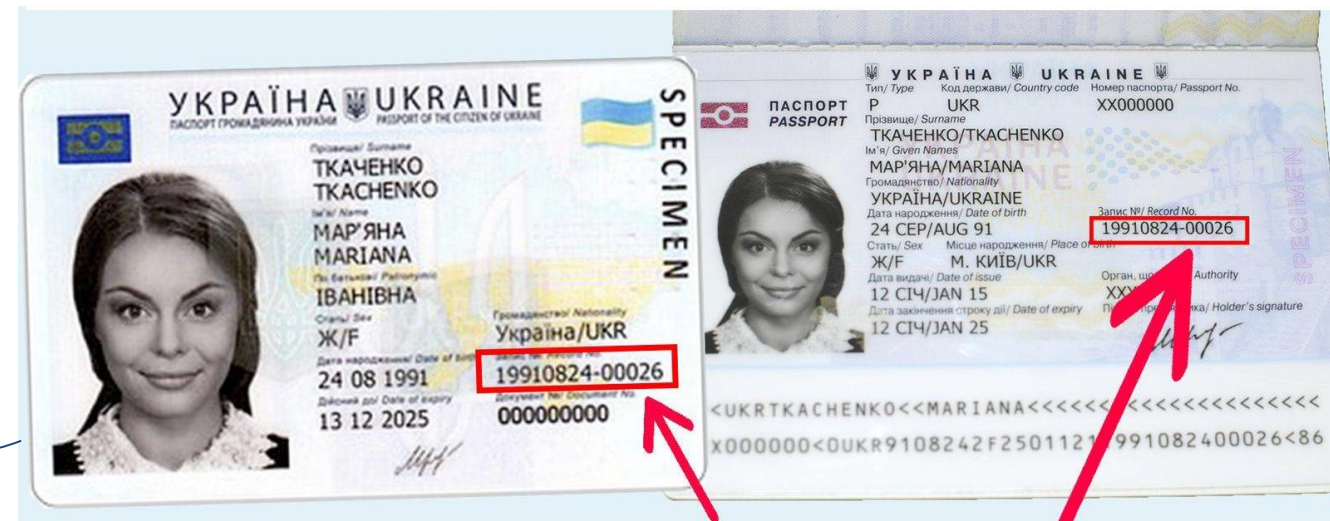 УКРАЇНА UKRAINE
ПАСПОРТ ГРОМАДЯНИНА УКРАЇНИ PASSPORT OF THE CITIZEN OF UKRAINE
Прізвище/ Surname
ТКАЧЕНКО
TKACHENKO
Ім'я/ Name
МАР'ЯНА
MARIANA
По батькові/ Patronymic
ІВАНІВНА
Стать/ Sex Громадянство/ Nationality
Ж/F Україна/UKR
Дата народження/ Date of birth Запис №/ Record No.
24 08 1991 19910824-00026
Дійсний до/ Date of expiry Документ №/ Document No.
13 12 2025 000000000
SPECIMEN
УКРАЇНА UKRAINE
Тип/ Type Код держави/ Country code Номер паспорта/ Passport No.
ПАСПОРТ P UKR XX000000
PASSPORT
Прізвище/ Surname
ТКАЧЕНКО/TKACHENKO
Ім'я/ Given Names
МАР'ЯНА/MARIANA
Громадянство/ Nationality
УКРАЇНА/UKRAINE
Дата народження/ Date of birth Запис №/ Record No.
24 СЕР/AUG 91 19910824-00026
Стать/ Sex Місце народження/ Place of birth
Ж/F М. КИЇВ/UKR
Дата видачі/ Date of issue Орган, що Authority
12 СІЧ/JAN 15
Дата закінчення строку дії/ Date of expiry Holder's signature
12 СІЧ/JAN 25
SPECIMEN
<UKRTKACHENKO<<MARIANA<<<<<<<<<<<<<<<<<<<<<
X000000<0UKR9108242F2501121991082400026<86